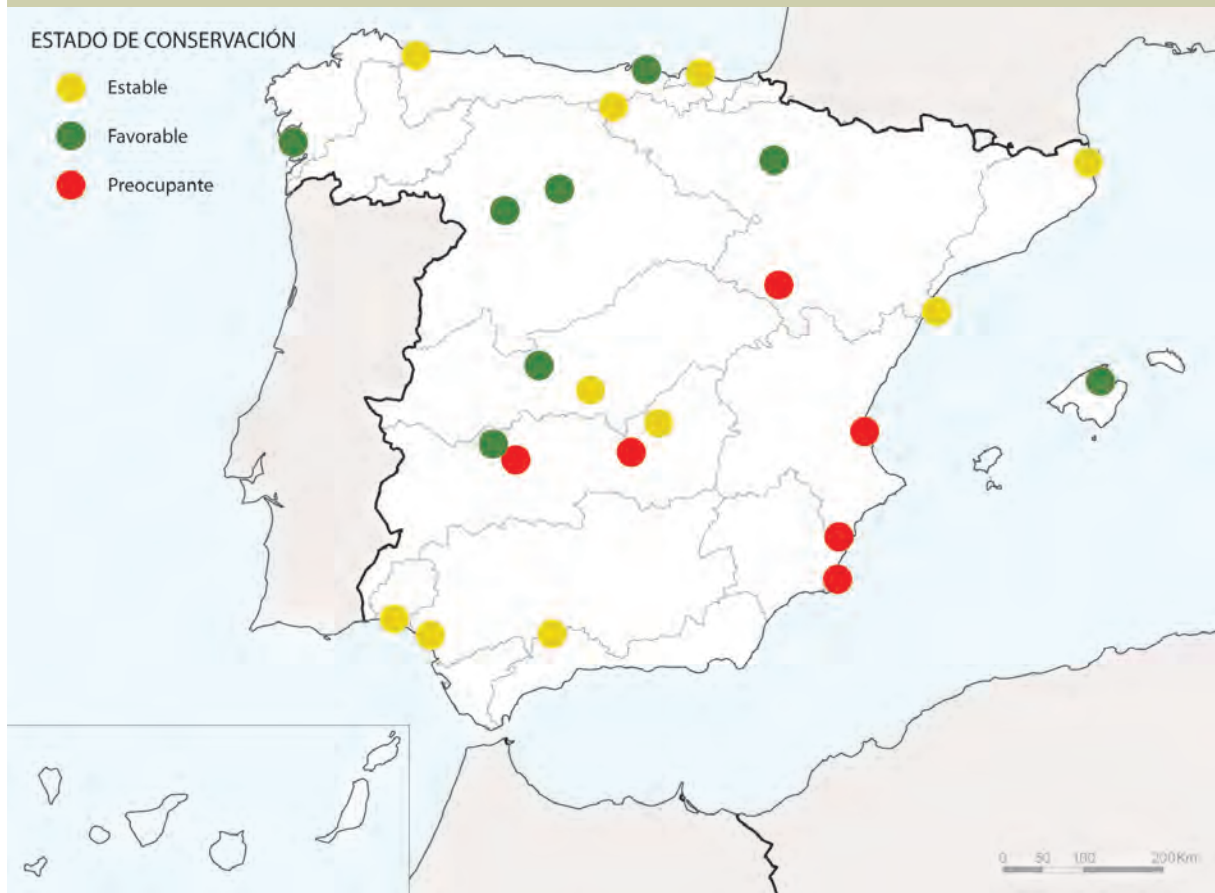 ESTADO DE CONSERVACIÓN
Estable
Favorable
Preocupante
0 50 100 200Km